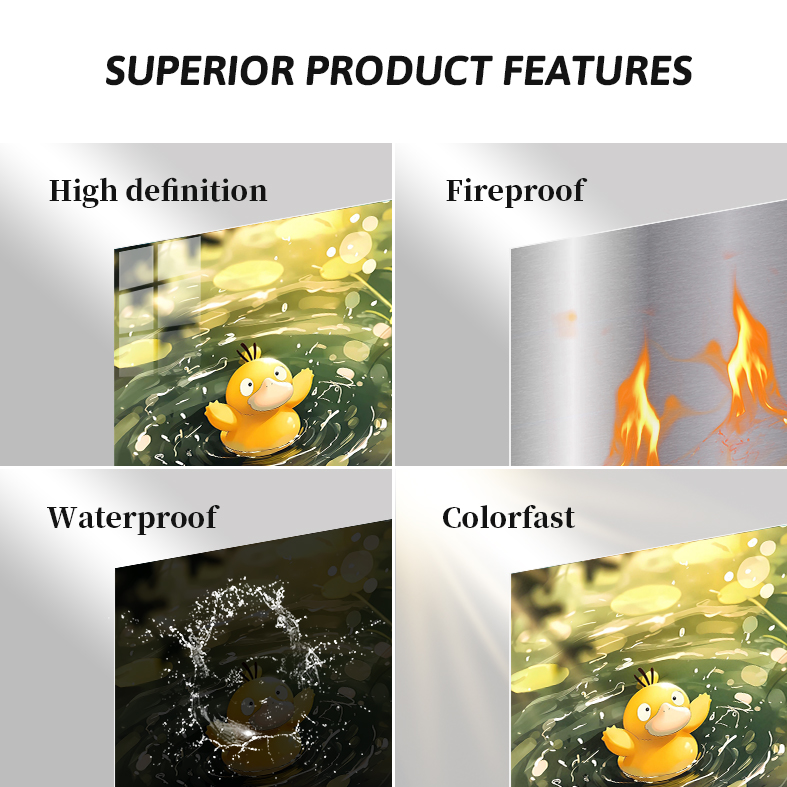 SUPERIOR PRODUCT FEATURES
High definition
Fireproof
Waterproof
Colorfast